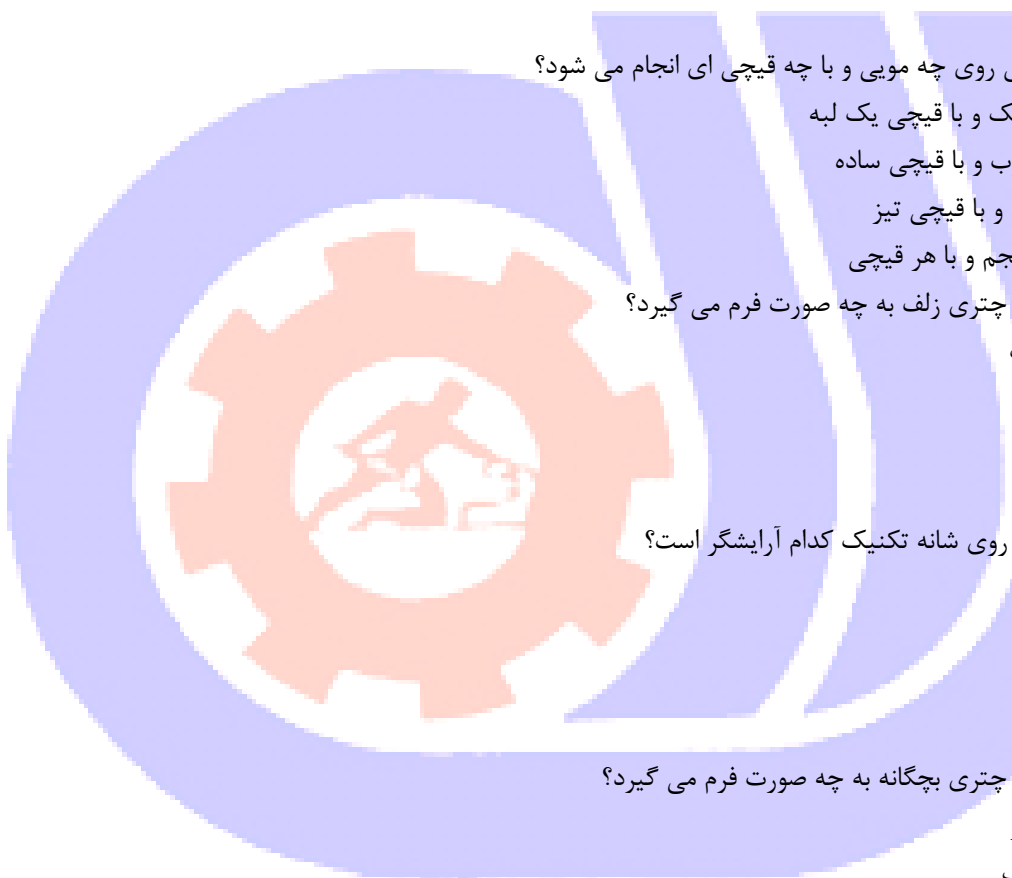 روی چه مویی و با چه قیچی ای انجام می شود؟
و با قیچی یک لبه
و با قیچی ساده
و با قیچی تیز
و با هر قیچی
چتری زلف به چه صورت فرم می گیرد؟
روی شانه تکنیک کدام آرایشگر است؟
چتری بچگانه به چه صورت فرم می گیرد؟